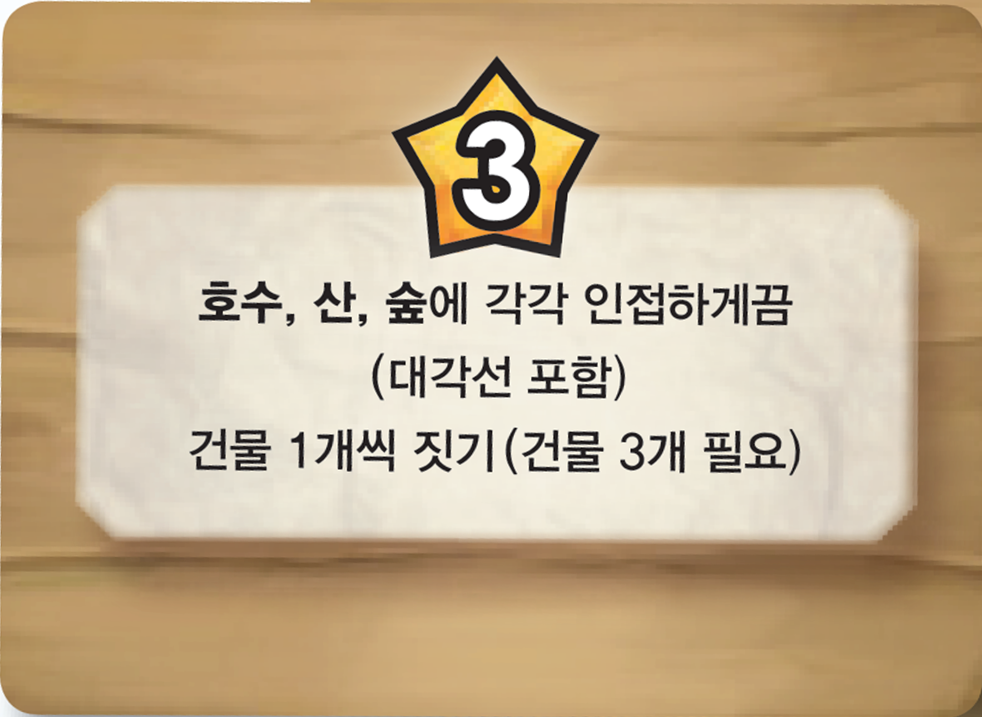 3
호수, 산, 숲에 각각 인접하게끔
(대각선 포함)
건물 1개씩 짓기(건물 3개 필요)